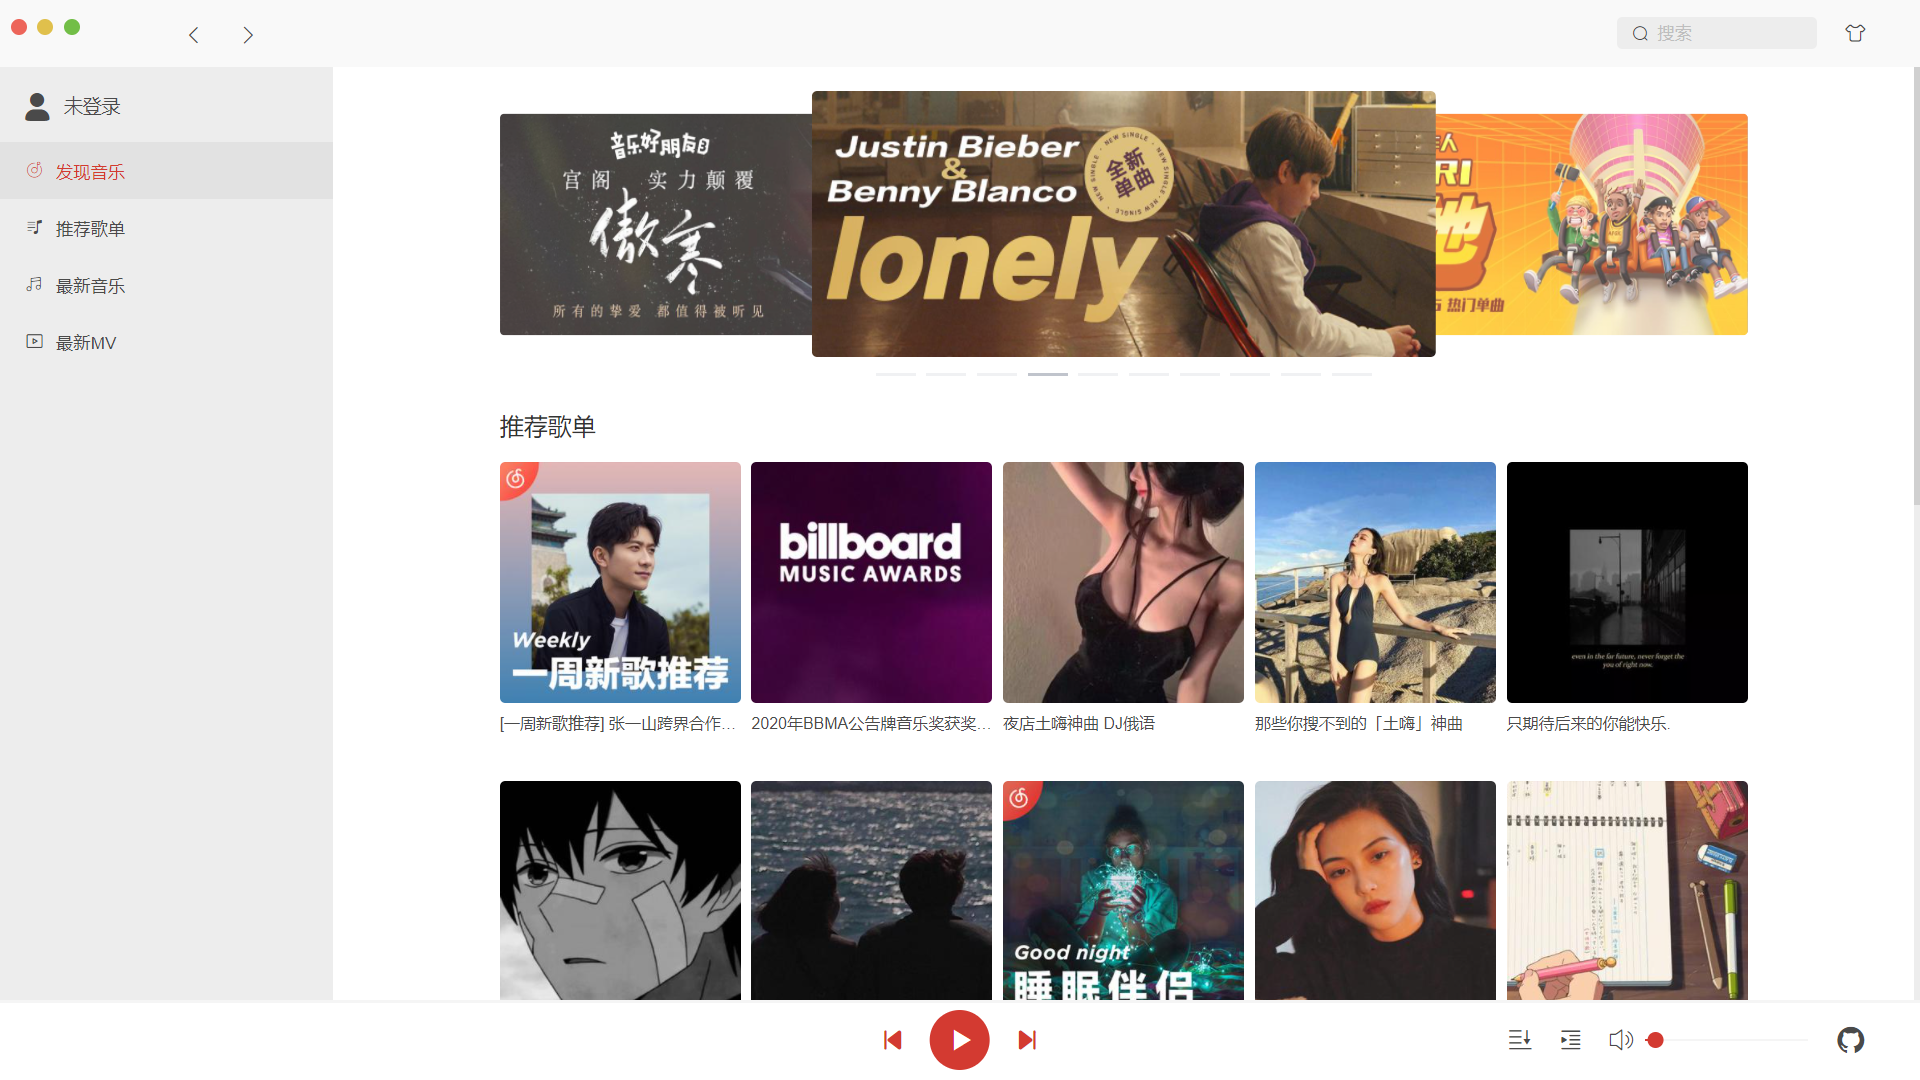 搜索
未登录
发现音乐
推荐歌单
最新音乐
最新MV
音乐好朋友
宫阁 实力颠覆
傲寒
所有的挚爱 都值得被听见
Justin Bieber
&
Benny Blanco
lonely
NEW SINGLE · NEW SINGLE · NEW SINGLE
全新
单曲
人
RI
地
热门单曲
推荐歌单
Weekly
一周新歌推荐
[一周新歌推荐] 张一山跨界合作...
billboard
MUSIC AWARDS
2020年BBMA公告牌音乐奖获奖...
夜店土嗨神曲 DJ俄语
那些你搜不到的「土嗨」神曲
even in the far future, never forget the
you of right now.
只期待后来的你能快乐.
Good night
睡眠伴侣